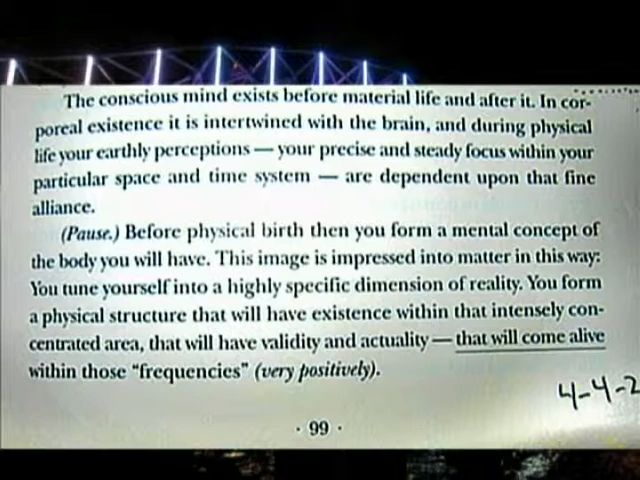 The conscious mind exists before material life and after it. In cor-
poreal existence it is intertwined with the brain, and during physical
life your earthly perceptions — your precise and steady focus within your
particular space and time system — are dependent upon that fine
alliance.
(Pause.) Before physical birth then you form a mental concept of
the body you will have. This image is impressed into matter in this way:
You tune yourself into a highly specific dimension of reality. You form
a physical structure that will have existence within that intensely con-
centrated area, that will have validity and actuality — that will come alive
within those "frequencies" (very positively).
4-4-2
· 99 ·